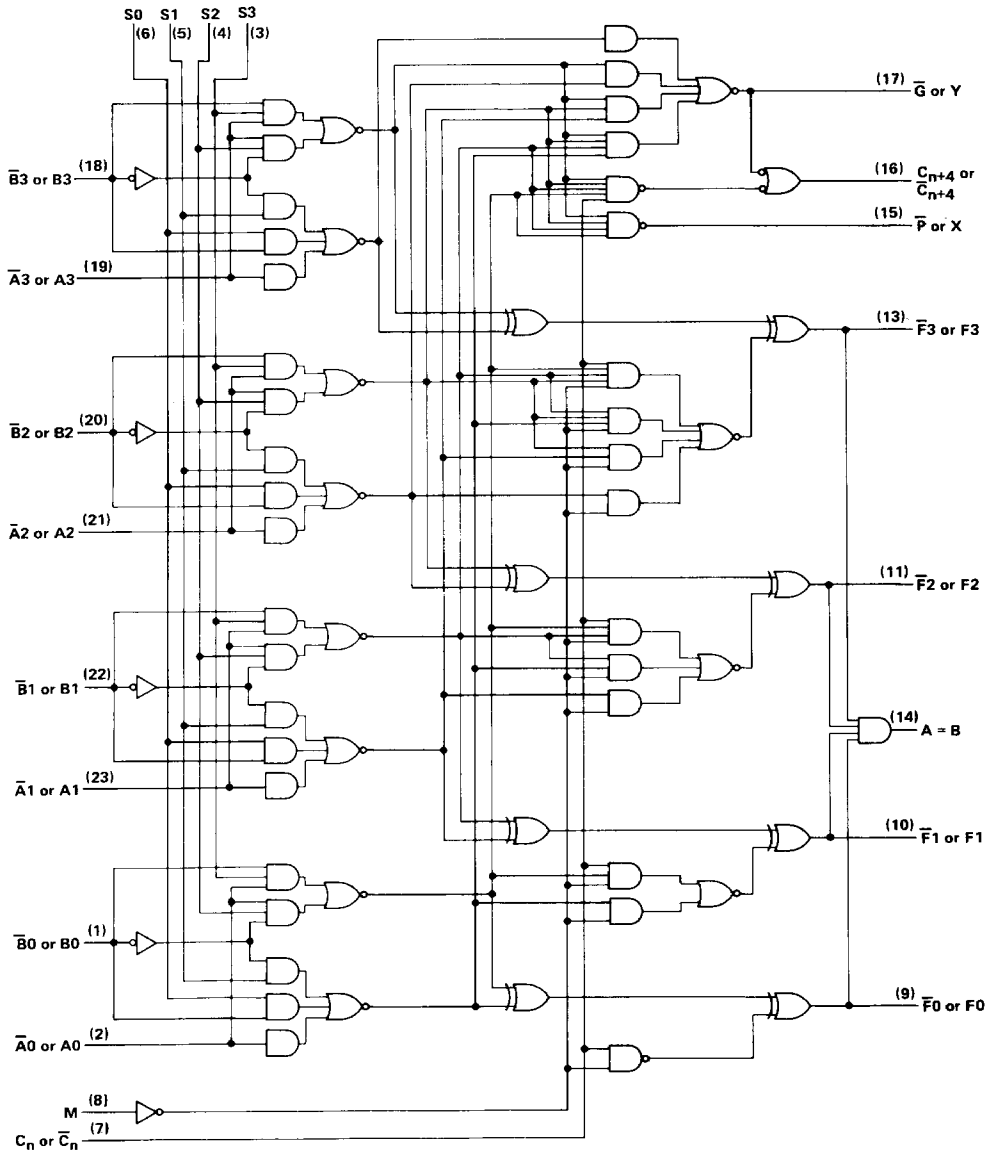 S0 S1 S2 S3
(6) (5) (4) (3)
(17) G̅ or Y
(16) Cn+4 or
C̅n+4
(15) P̅ or X
(18)
B̅3 or B3
(19)
A̅3 or A3
(13) F̅3 or F3
(20)
B̅2 or B2
(21)
A̅2 or A2
(11) F̅2 or F2
(22)
B̅1 or B1
(14) A = B
(23)
A̅1 or A1
(10) F̅1 or F1
(1)
B̅0 or B0
(9) F̅0 or F0
(2)
A̅0 or A0
(8)
M
(7)
Cn or C̅n